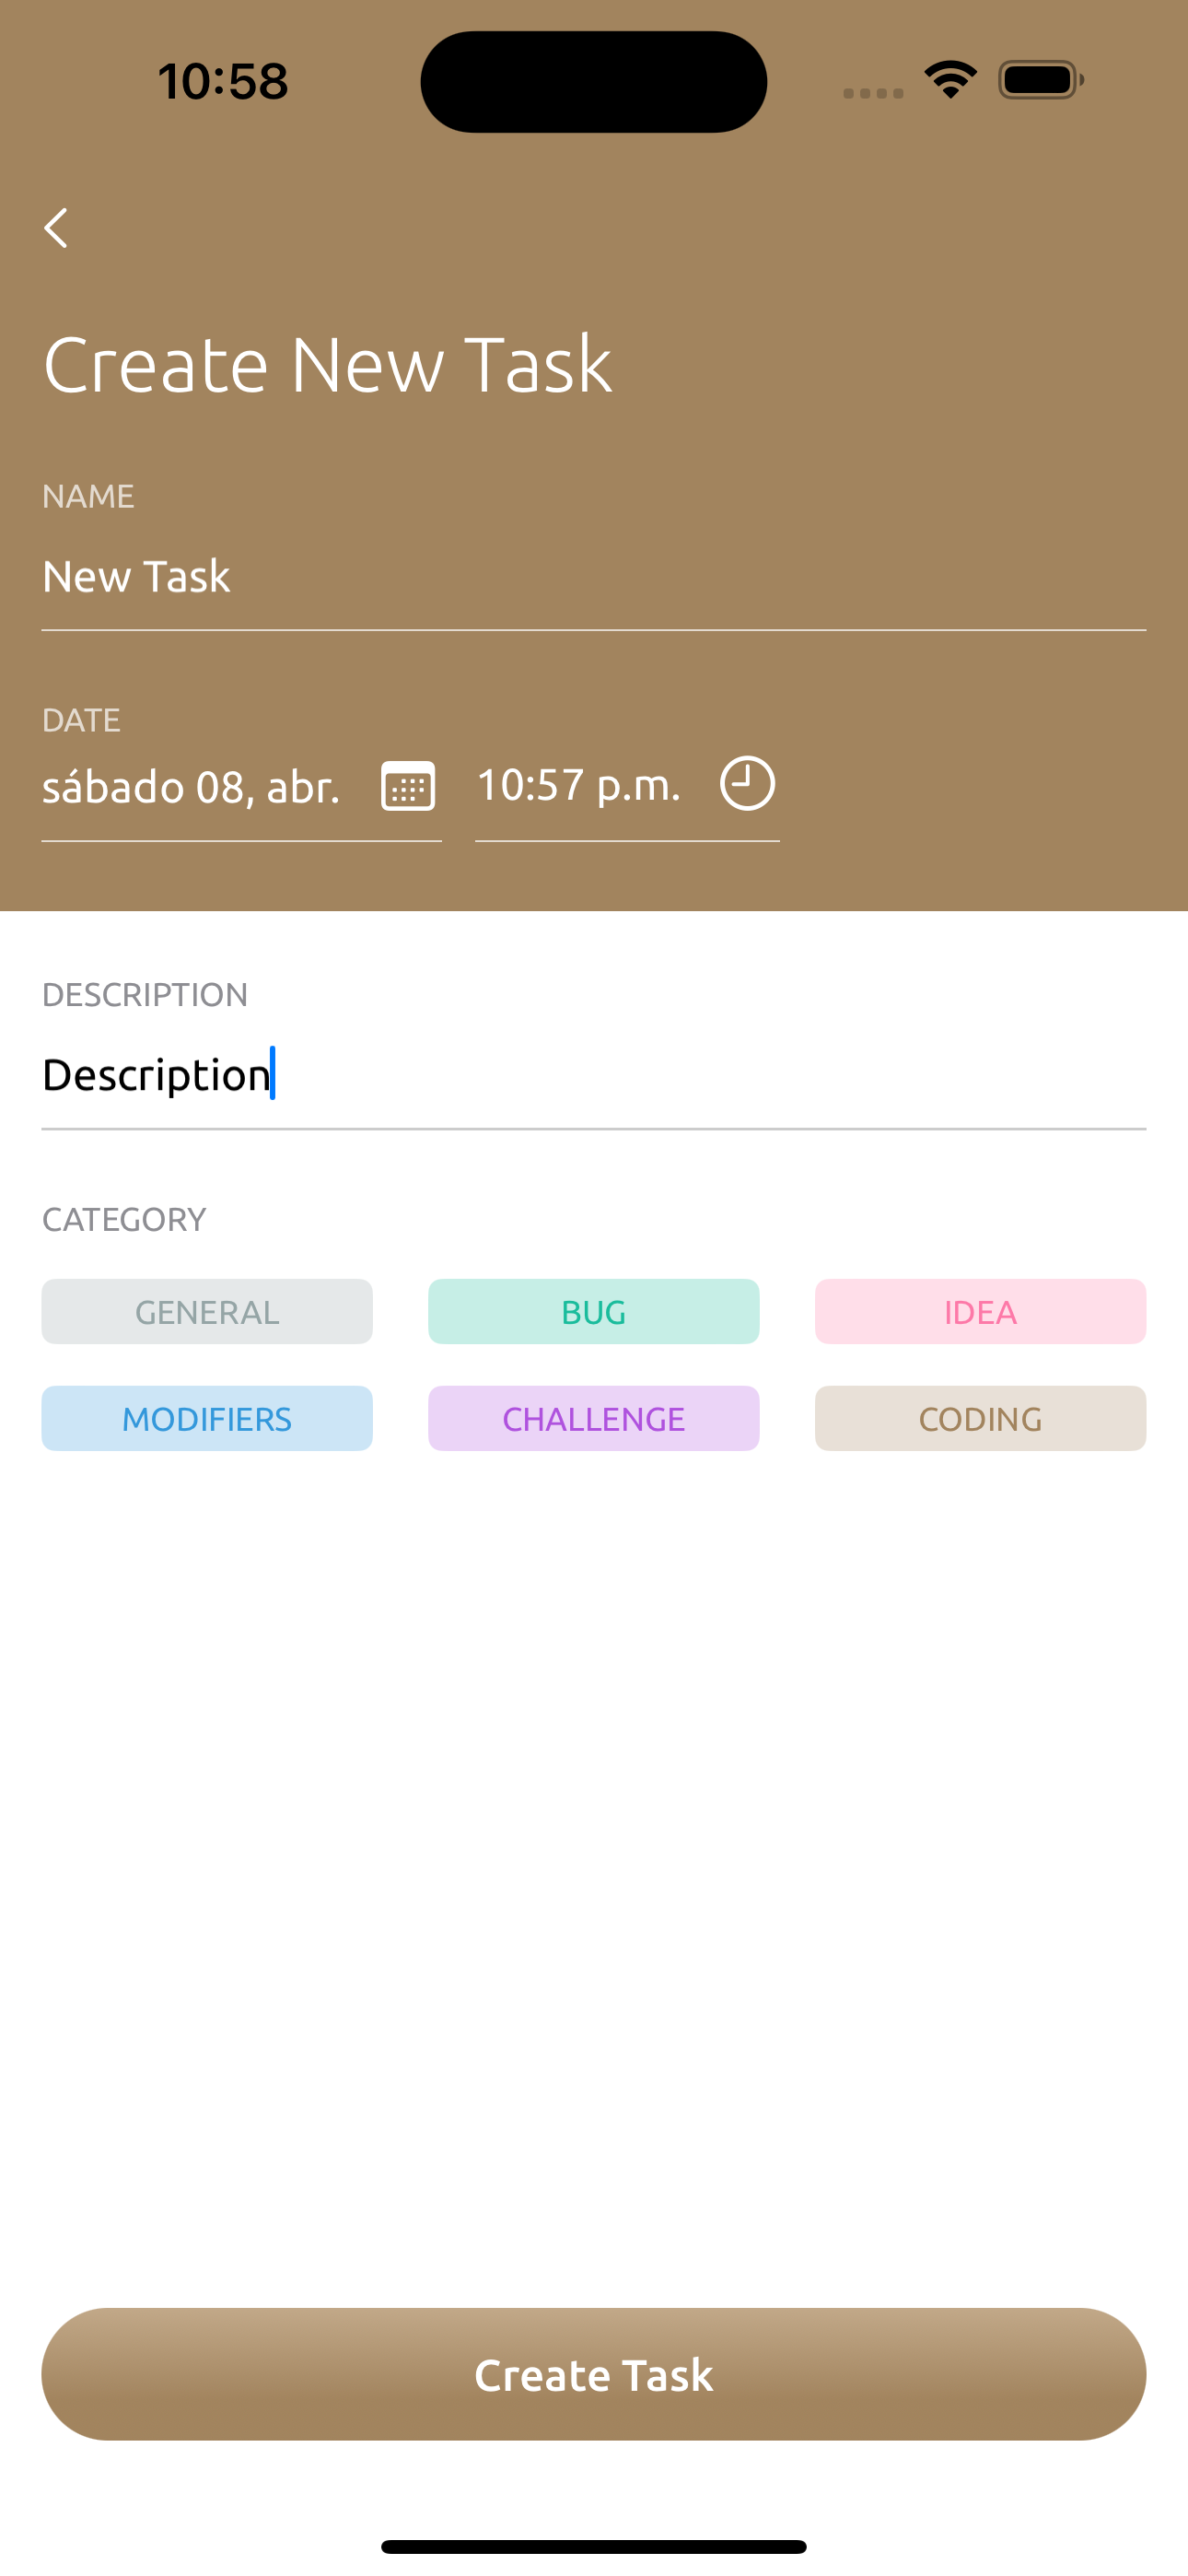 10:58
Create New Task
NAME
New Task
DATE
sábado 08, abr. 10:57 p.m.
DESCRIPTION
Description
CATEGORY
GENERAL BUG IDEA
MODIFIERS CHALLENGE CODING
Create Task